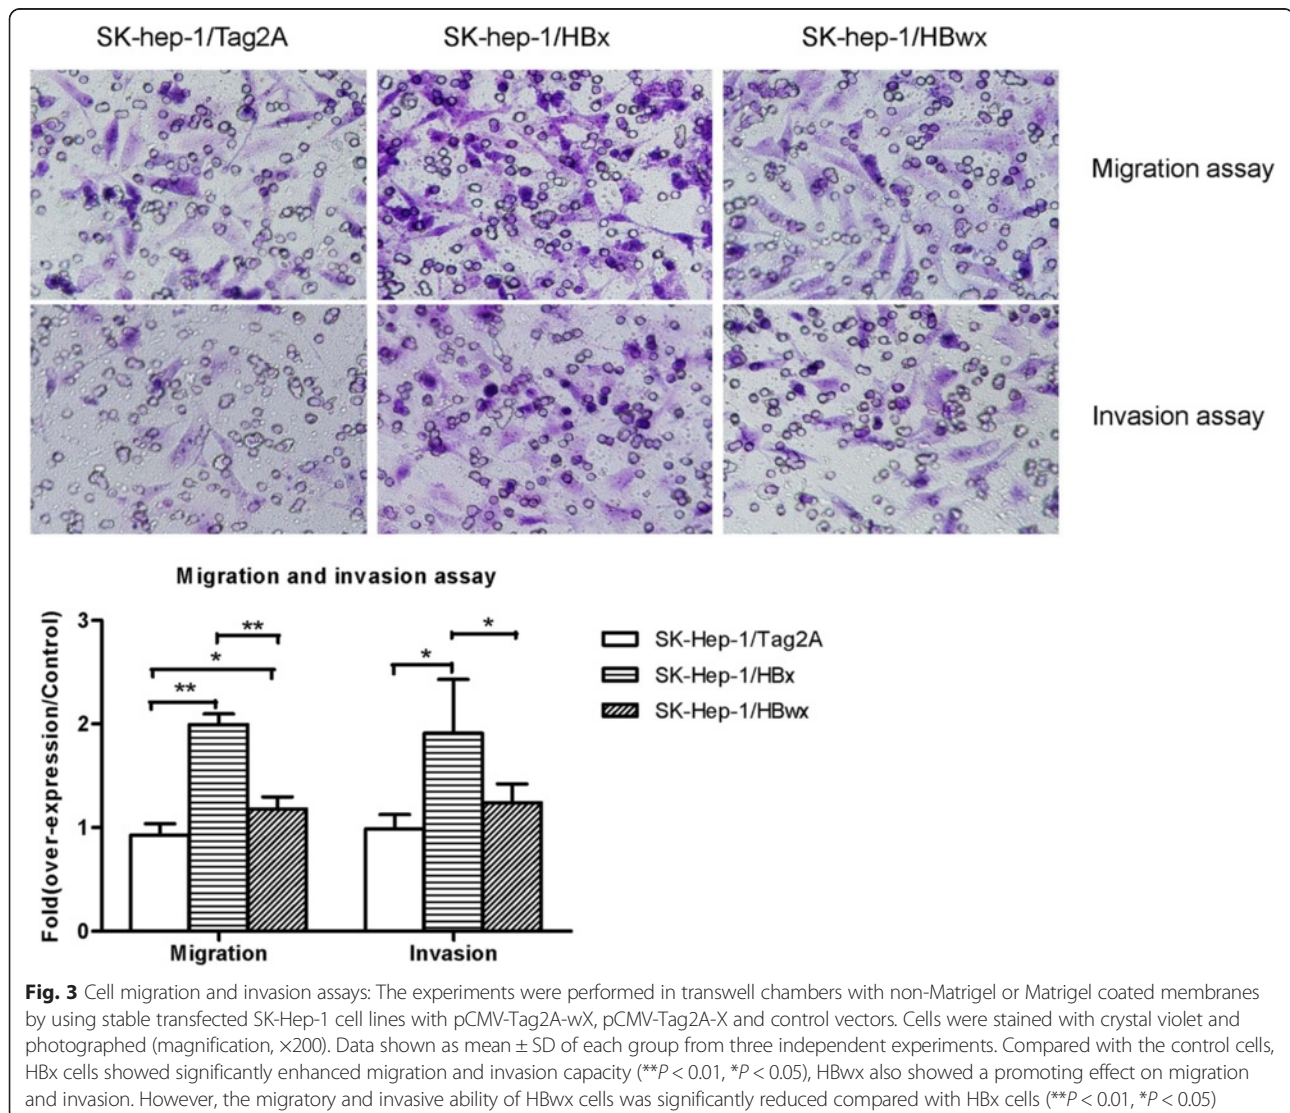 SK-hep-1/Tag2A SK-hep-1/HBx SK-hep-1/HBwx
Migration assay
Invasion assay
Migration and invasion assay
Fold(over-expression/Control)
3
2
1
0
** * ** * *
SK-Hep-1/Tag2A
SK-Hep-1/HBx
SK-Hep-1/HBwx
Migration Invasion
Fig. 3 Cell migration and invasion assays: The experiments were performed in transwell chambers with non-Matrigel or Matrigel coated membranes
by using stable transfected SK-Hep-1 cell lines with pCMV-Tag2A-wX, pCMV-Tag2A-X and control vectors. Cells were stained with crystal violet and
photographed (magnification, ×200). Data shown as mean ± SD of each group from three independent experiments. Compared with the control cells,
HBx cells showed significantly enhanced migration and invasion capacity (**P < 0.01, *P < 0.05), HBwx also showed a promoting effect on migration
and invasion. However, the migratory and invasive ability of HBwx cells was significantly reduced compared with HBx cells (**P < 0.01, *P < 0.05)